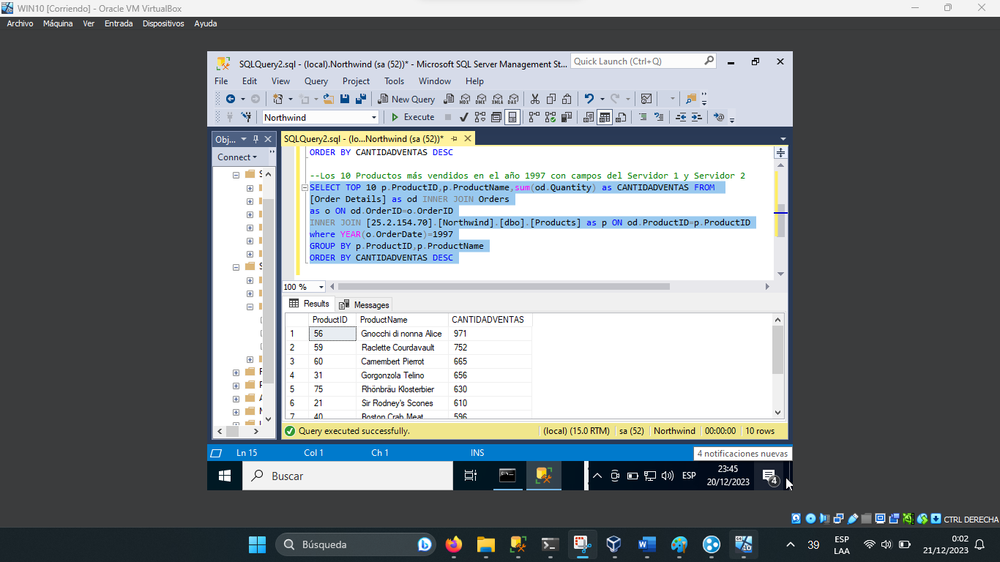 WIN10 [Corriendo] - Oracle VM VirtualBox
Archivo Máquina Ver Entrada Dispositivos Ayuda
SQLQuery2.sql - (local).Northwind (sa (52))* - Microsoft SQL Server Management St... Quick Launch (Ctrl+Q)
File Edit View Query Project Tools Window Help
New Query MDX DMX XMLA DAX
Northwind Execute
Obj... SQLQuery2.sql - (lo...Northwind (sa (52))*
Connect
ORDER BY CANTIDADVENTAS DESC
--Los 10 Productos más vendidos en el año 1997 con campos del Servidor 1 y Servidor 2
SELECT TOP 10 p.ProductID,p.ProductName,sum(od.Quantity) as CANTIDADVENTAS FROM
[Order Details] as od INNER JOIN Orders
as o ON od.OrderID=o.OrderID
INNER JOIN [25.2.154.70].[Northwind].[dbo].[Products] as p ON od.ProductID=p.ProductID
where YEAR(o.OrderDate)=1997
GROUP BY p.ProductID,p.ProductName
ORDER BY CANTIDADVENTAS DESC
100 %
Results Messages
ProductID ProductName CANTIDADVENTAS
1 56 Gnocchi di nonna Alice 971
2 59 Raclette Courdavault 752
3 60 Camembert Pierrot 665
4 31 Gorgonzola Telino 656
5 75 Rhönbräu Klosterbier 630
6 21 Sir Rodney's Scones 610
7 40 Boston Crab Meat 596
Query executed successfully. (local) (15.0 RTM) sa (52) Northwind 00:00:00 10 rows
Ln 15 Col 1 Ch 1 INS
4 notificaciones nuevas
Buscar ESP 23:45
20/12/2023 4
CTRL DERECHA
Búsqueda 39 ESP
LAA 0:02
21/12/2023